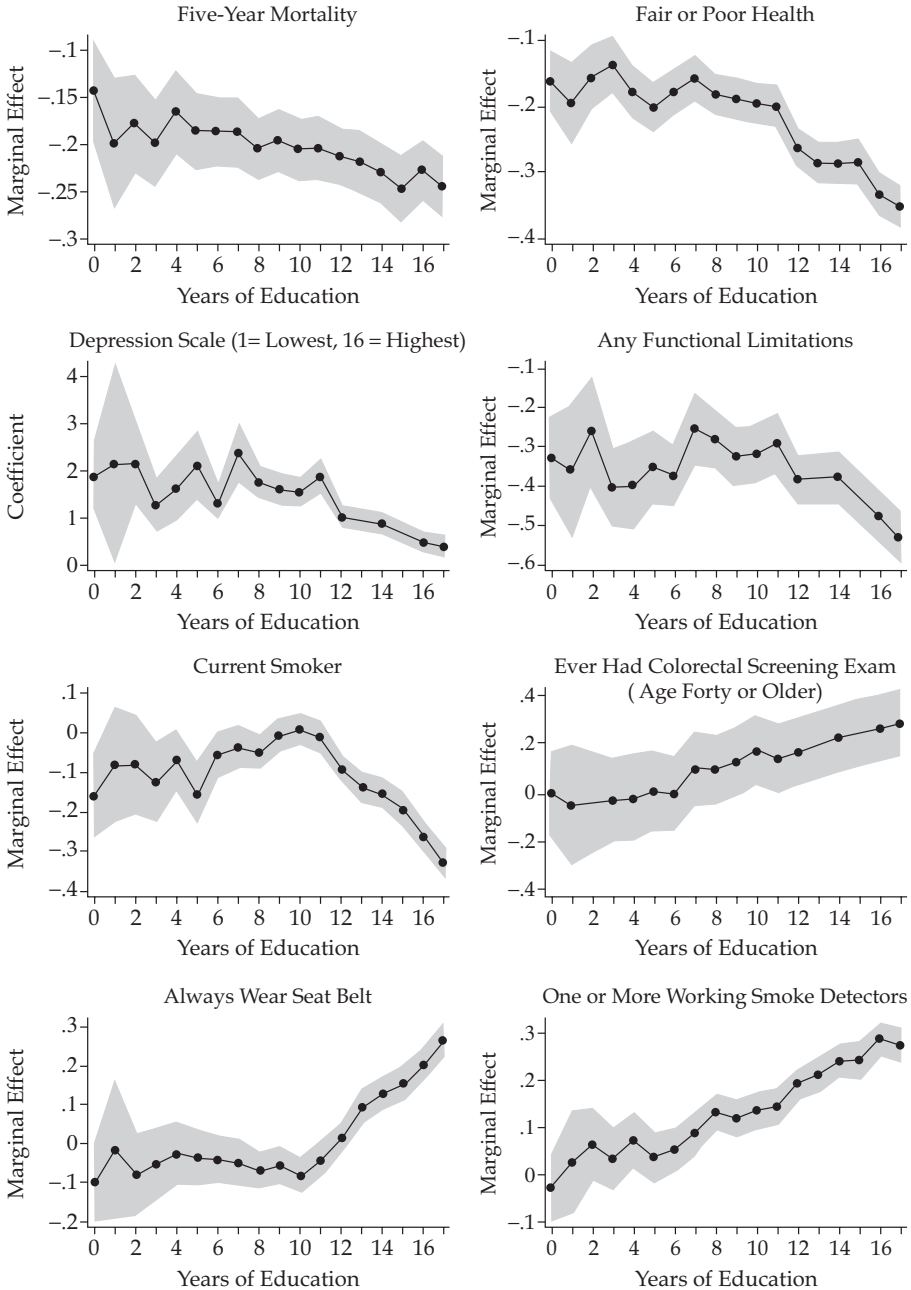 Five-Year Mortality
Marginal Effect
–.1
–.15
–.2
–.25
–.3
0 2 4 6 8 10 12 14 16
Years of Education
Fair or Poor Health
Marginal Effect
–.1
–.2
–.3
–.4
0 2 4 6 8 10 12 14 16
Years of Education
Depression Scale (1= Lowest, 16 = Highest)
Coefficient
4
3
2
1
0
0 2 4 6 8 10 12 14 16
Years of Education
Any Functional Limitations
Marginal Effect
–.1
–.2
–.3
–.4
–.5
–.6
0 2 4 6 8 10 12 14 16
Years of Education
Current Smoker
Marginal Effect
.1
0
–.1
–.2
–.3
–.4
0 2 4 6 8 10 12 14 16
Years of Education
Ever Had Colorectal Screening Exam
( Age Forty or Older)
Marginal Effect
.4
.2
0
–.2
–.4
0 2 4 6 8 10 12 14 16
Years of Education
Always Wear Seat Belt
Marginal Effect
.3
.2
.1
0
–.1
–.2
0 2 4 6 8 10 12 14 16
Years of Education
One or More Working Smoke Detectors
Marginal Effect
.3
.2
.1
0
–.1
0 2 4 6 8 10 12 14 16
Years of Education